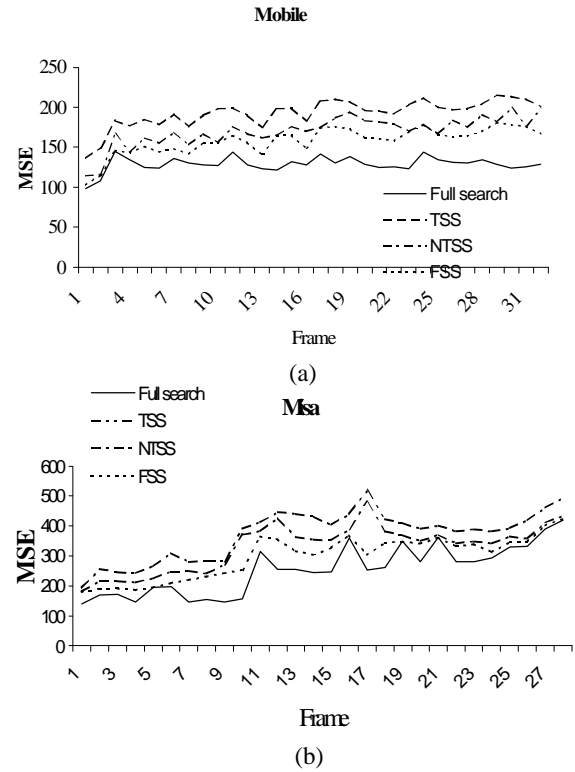 Mobile
250
200
150
100
50
0
MSE
Full search
TSS
NTSS
FSS
1 4 7 10 13 16 19 22 25 28 31
Frame
(a)
Full search
TSS
NTSS
FSS
Misa
600
500
400
300
200
100
0
MSE
1 3 5 7 9 11 13 15 17 19 21 23 25 27
Frame
(b)